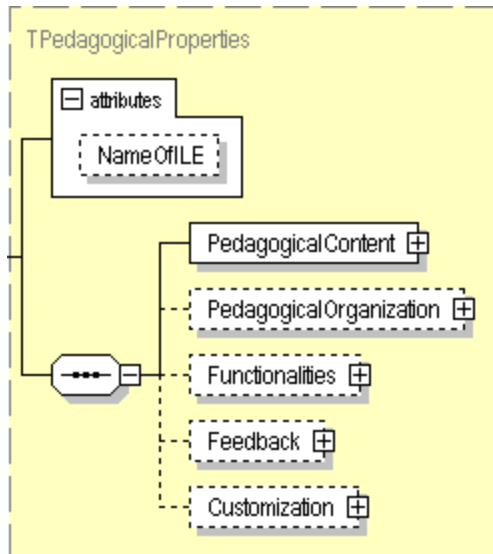 TPedagogicalProperties
attributes
NameOfILE
PedagogicalContent
PedagogicalOrganization
Functionalities
Feedback
Customization